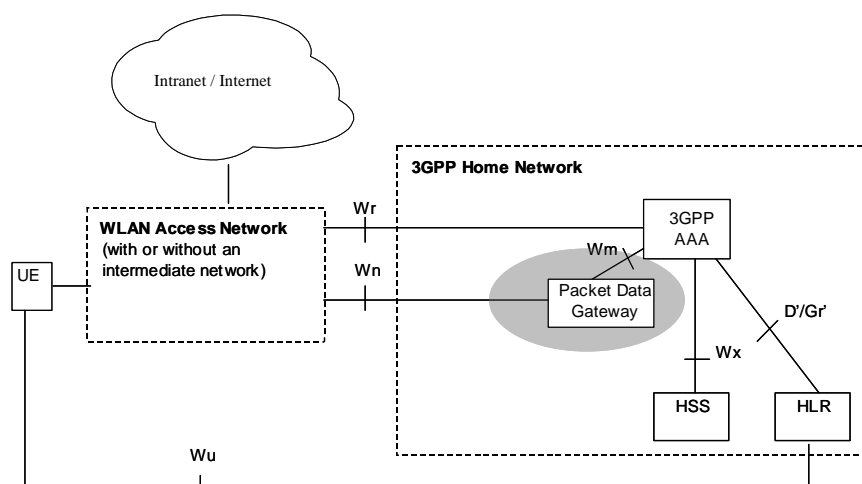 Intranet / Internet
3GPP Home Network
Wr
3GPP
AAA
WLAN Access Network
(with or without an
intermediate network)
Wm
Wn
UE
Packet Data
Gateway
D'/Gr'
Wx
HSS
HLR
Wu